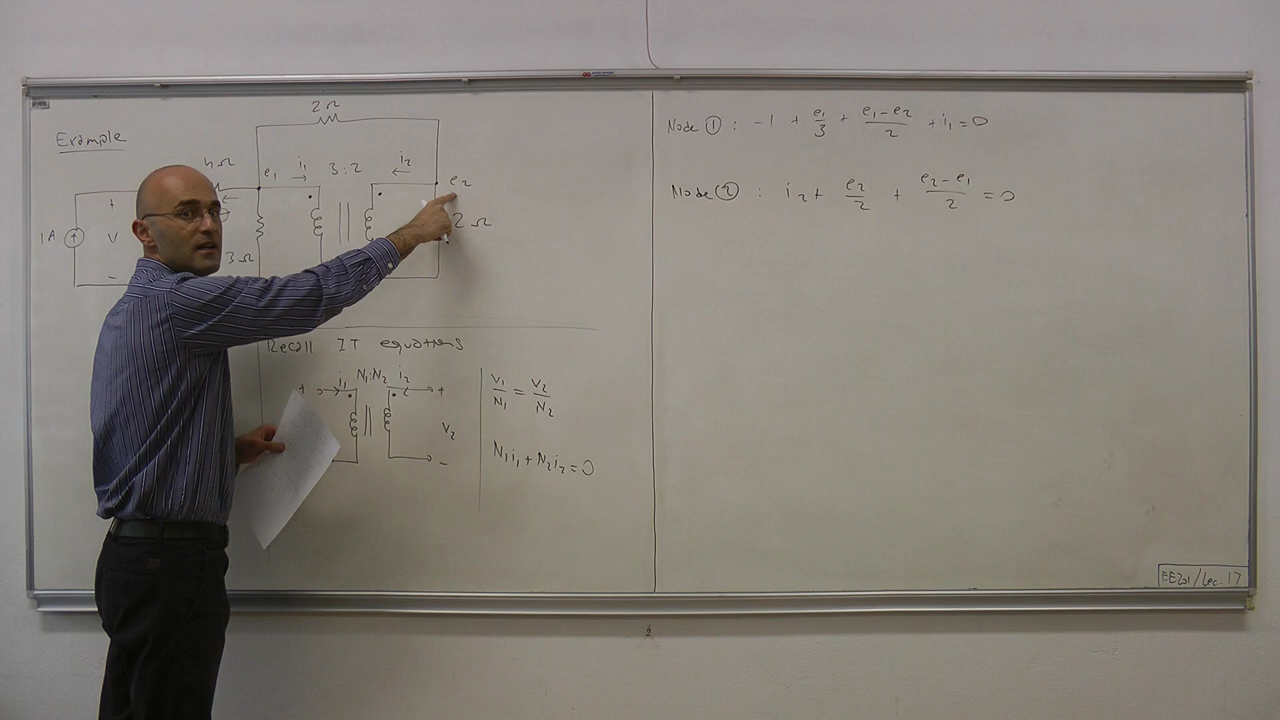 Example
2Ω
4Ω
e1 i1 3:2 i2 e2
+
1A V 3Ω 2Ω
-
Recall IT equations
+ i1 N1:N2 i2 +
V2
-
V1/N1 = V2/N2
N1i1 + N2i2 = 0
Node ① : -1 + e1/3 + (e1-e2)/2 + i1 = 0
Node ② : i2 + e2/2 + (e2-e1)/2 = 0
EE201/Lec. 17